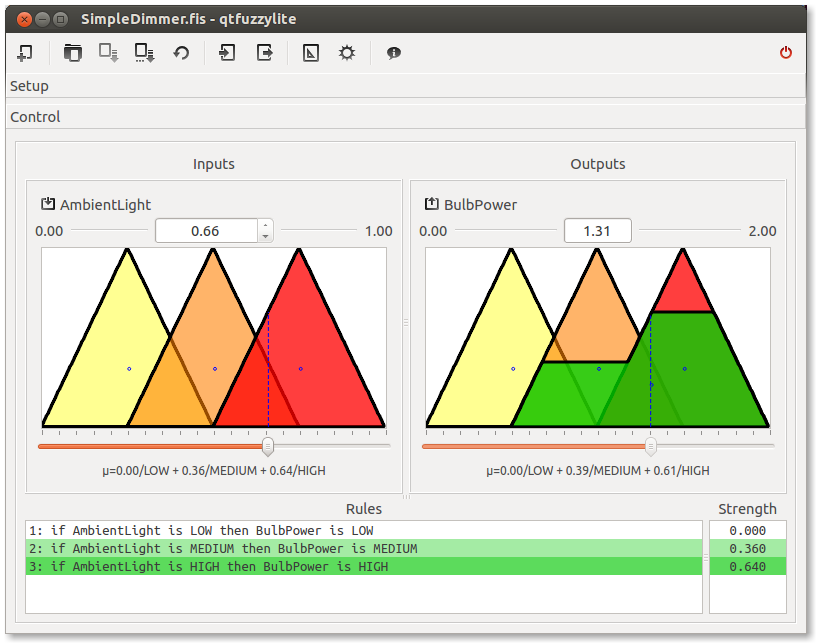 SimpleDimmer.fis - qtfuzzylite
Setup
Control
Inputs
AmbientLight
0.00 0.66 1.00
µ=0.00/LOW + 0.36/MEDIUM + 0.64/HIGH
Outputs
BulbPower
0.00 1.31 2.00
µ=0.00/LOW + 0.39/MEDIUM + 0.61/HIGH
Rules Strength
1: if AmbientLight is LOW then BulbPower is LOW 0.000
2: if AmbientLight is MEDIUM then BulbPower is MEDIUM 0.360
3: if AmbientLight is HIGH then BulbPower is HIGH 0.640